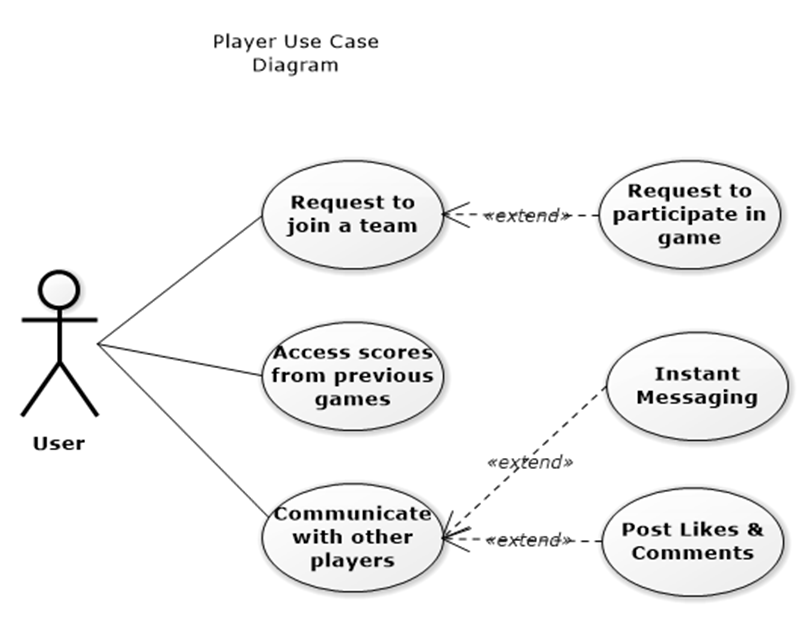 Player Use Case
Diagram
Request to
join a team
«extend»
Request to
participate in
game
Access scores
from previous
games
Instant
Messaging
User
«extend»
Communicate
with other
players
«extend»
Post Likes &
Comments